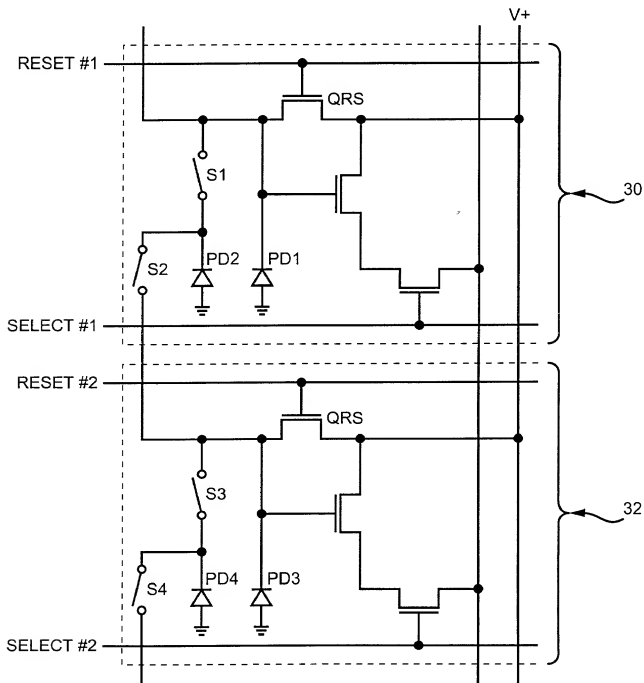 V+
RESET #1
QRS
S1
30
S2
PD2
PD1
SELECT #1
RESET #2
QRS
S3
32
S4
PD4
PD3
SELECT #2